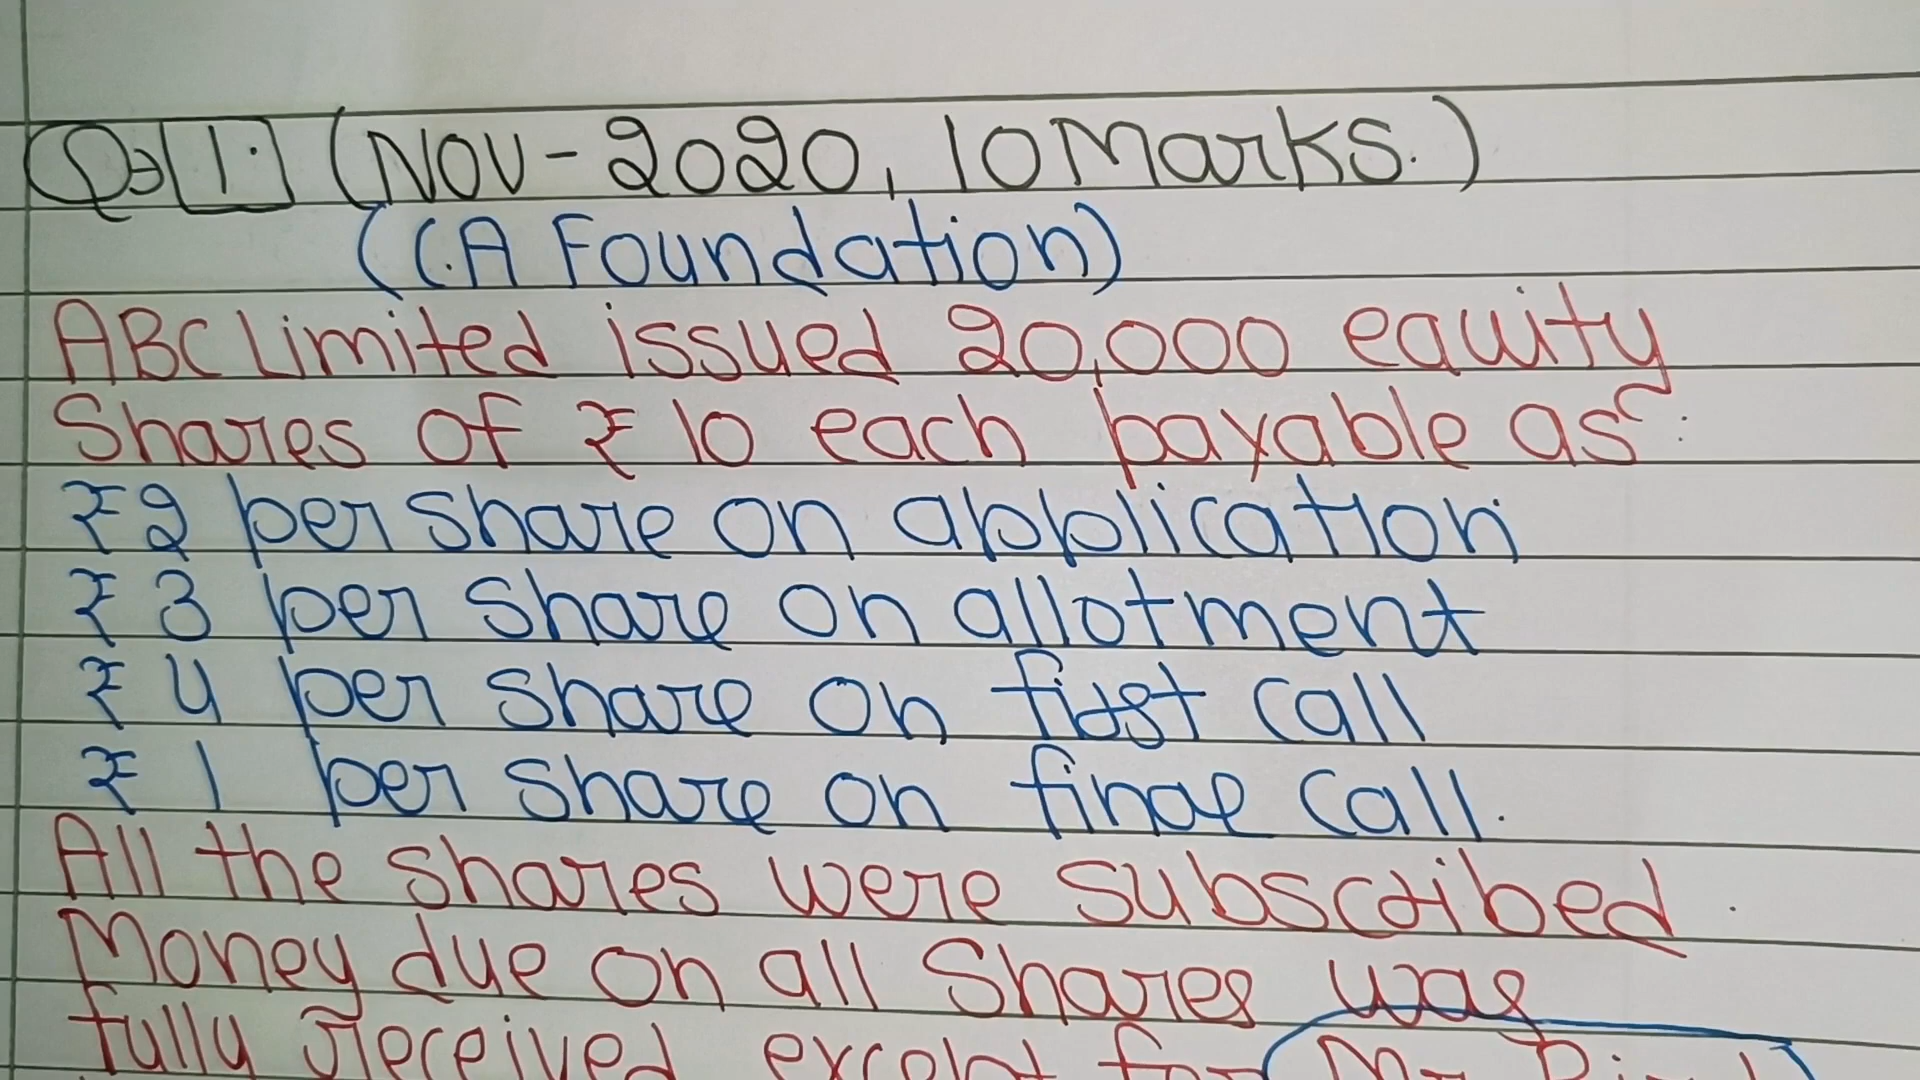 Q→ 1. (NOV-2020, 10 Marks.)
(C.A Foundation)
ABC Limited issued 20,000 equity
Shares of ₹ 10 each payable as:
₹2 per share on application
₹ 3 per share on allotment
₹ 4 per share on first call
₹ 1 per share on final call.
All the shares were subscribed.
Money due on all Shares was
fully received except for Mr